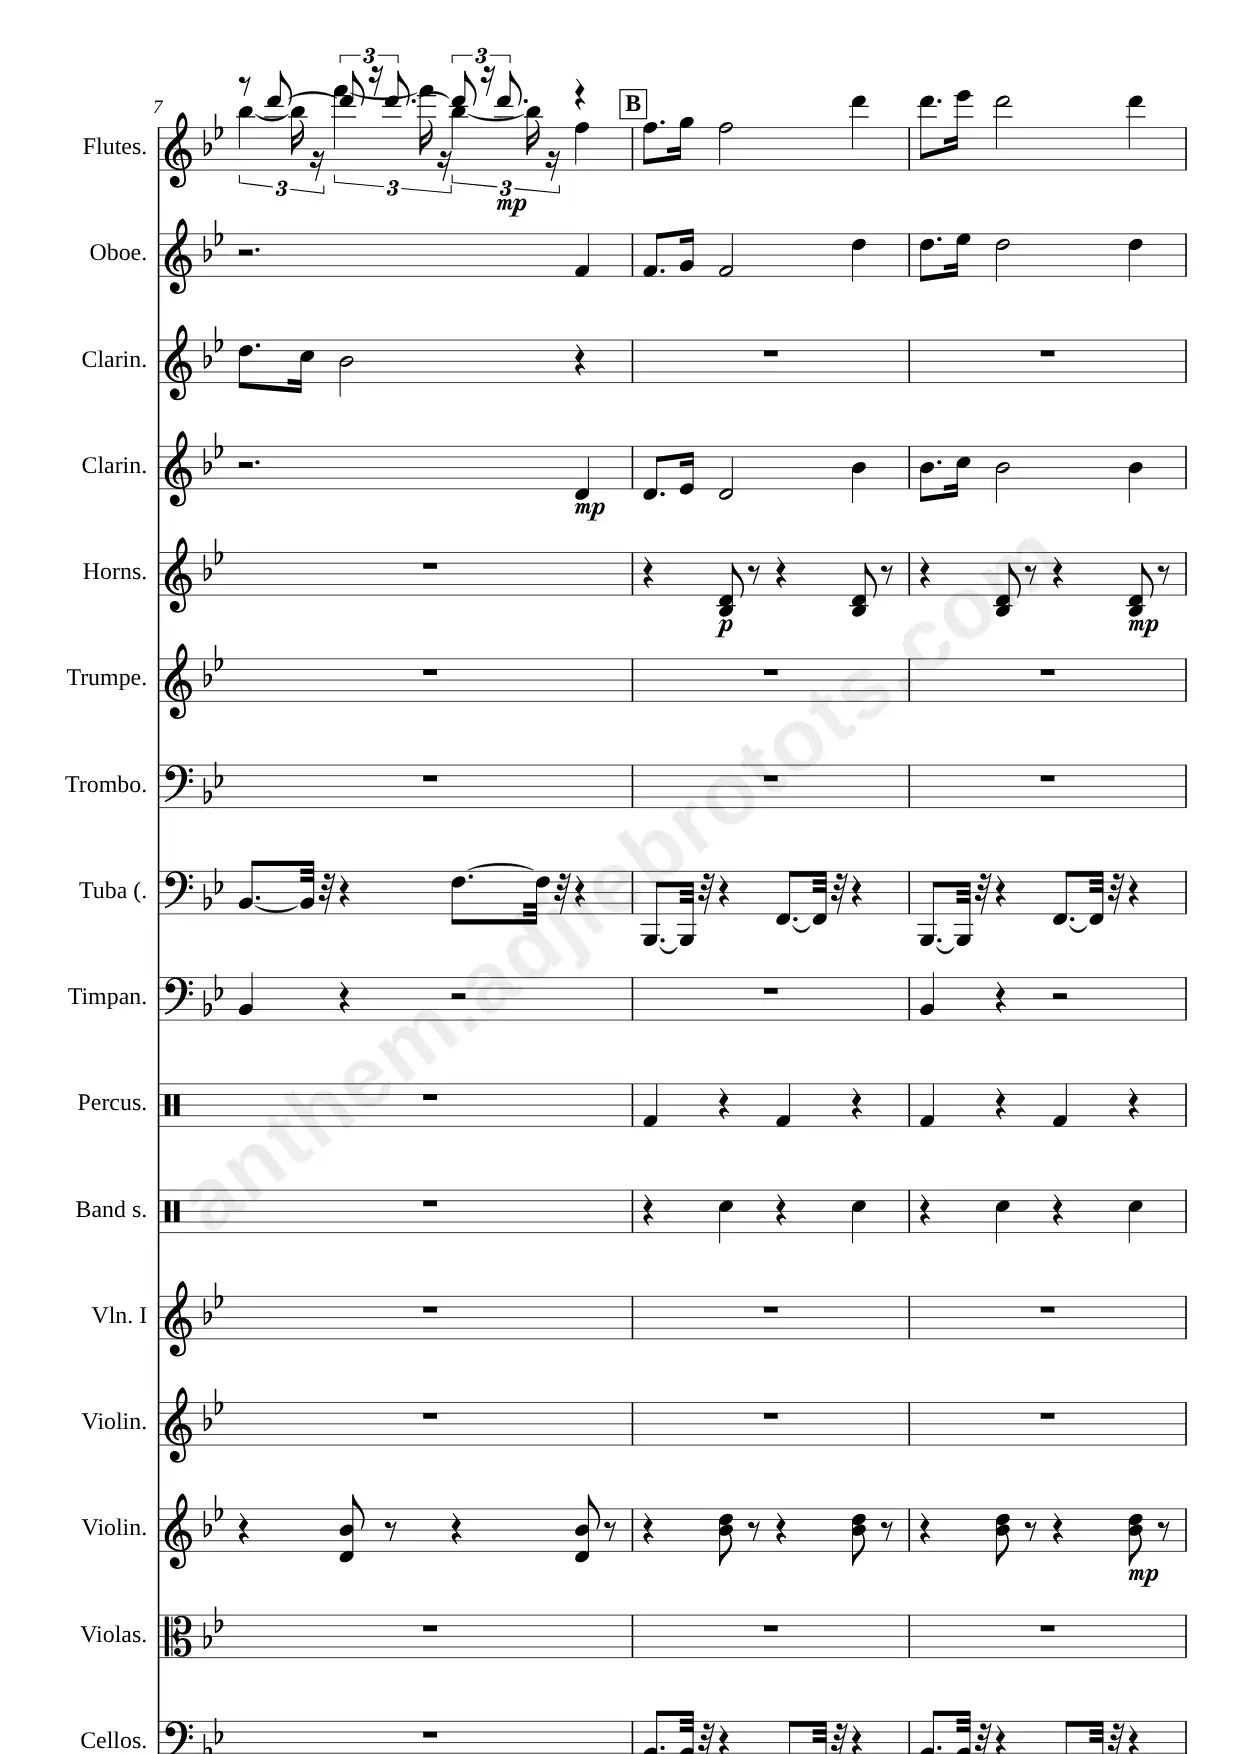 7
3
3
B
Flutes.
3
3
3
mp
Oboe.
Clarin.
Clarin.
mp
Horns.
p
mp
Trumpe.
Trombo.
Tuba (.
Timpan.
Percus.
Band s.
Vln. I
Violin.
Violin.
mp
Violas.
Cellos.
anthem.adjiebrotots.com